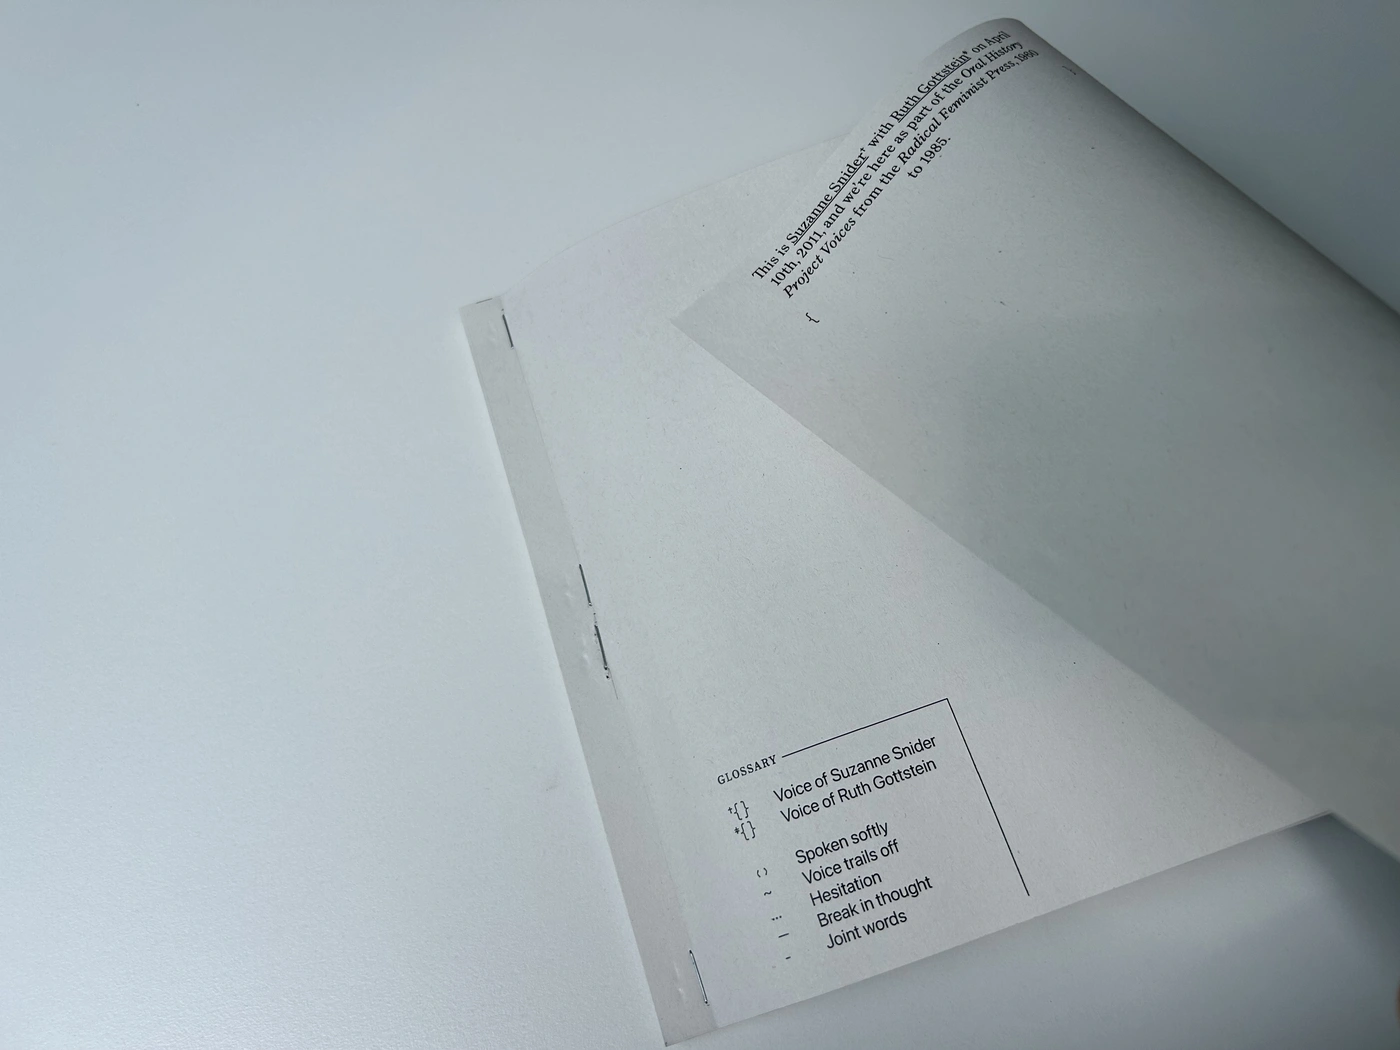 This is Suzanne Snider† with Ruth Gottstein* on April
10th, 2011, and we're here as part of the Oral History
Project Voices from the Radical Feminist Press, 1960
to 1985.
{
GLOSSARY
†{} Voice of Suzanne Snider
*{} Voice of Ruth Gottstein
() Spoken softly
~ Voice trails off
... Hesitation
— Break in thought
- Joint words